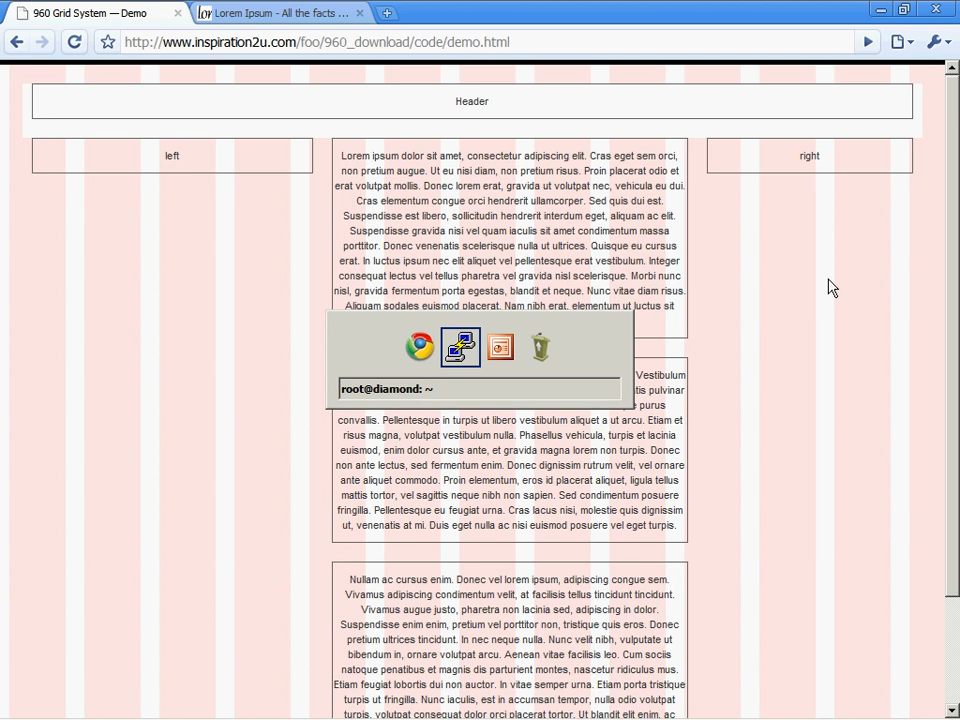 960 Grid System — Demo
Lorem Ipsum - All the facts ...
http://www.inspiration2u.com/foo/960_download/code/demo.html
Header
left
Lorem ipsum dolor sit amet, consectetur adipiscing elit. Cras eget sem orci,
non pretium augue. Ut eu nisi diam, non pretium risus. Proin placerat odio et
erat volutpat mollis. Donec lorem erat, gravida ut volutpat nec, vehicula eu dui.
Cras elementum congue orci hendrerit ullamcorper. Sed quis dui est.
Suspendisse est libero, sollicitudin hendrerit interdum eget, aliquam ac elit.
Suspendisse gravida nisi vel quam iaculis sit amet condimentum massa
porttitor. Donec venenatis scelerisque nulla ut ultrices. Quisque eu cursus
erat. In luctus ipsum nec elit aliquet vel pellentesque erat vestibulum. Integer
consequat lectus vel tellus pharetra vel gravida nisl scelerisque. Morbi nunc
nisl, gravida fermentum porta egestas, blandit et neque. Nunc vitae diam risus.
Aliquam sodales euismod placerat. Nam nibh erat, elementum ut luctus sit
right
root@diamond: ~
Vestibulum
tis pulvinar
purus
convallis. Pellentesque in turpis ut libero vestibulum aliquet a ut arcu. Etiam et
risus magna, volutpat vestibulum nulla. Phasellus vehicula, turpis et lacinia
euismod, enim dolor cursus ante, et gravida magna lorem non turpis. Donec
non ante lectus, sed fermentum enim. Donec dignissim rutrum velit, vel ornare
ante aliquet commodo. Proin elementum, eros id placerat aliquet, ligula tellus
mattis tortor, vel sagittis neque nibh non sapien. Sed condimentum posuere
fringilla. Pellentesque eu feugiat urna. Cras lacus nisi, molestie quis dignissim
ut, venenatis at mi. Duis eget nulla ac nisi euismod posuere vel eget turpis.
Nullam ac cursus enim. Donec vel lorem ipsum, adipiscing congue sem.
Vivamus adipiscing condimentum velit, at facilisis tellus tincidunt tincidunt.
Vivamus augue justo, pharetra non lacinia sed, adipiscing in dolor.
Suspendisse enim enim, pretium vel porttitor non, tristique quis eros. Donec
pretium ultrices tincidunt. In nec neque nulla. Nunc velit nibh, vulputate ut
bibendum in, ornare volutpat arcu. Aenean vitae facilisis leo. Cum sociis
natoque penatibus et magnis dis parturient montes, nascetur ridiculus mus.
Etiam feugiat lobortis dui non auctor. In vitae semper urna. Etiam porta tristique
turpis ut fringilla. Nunc iaculis, est in accumsan tempor, nulla odio volutpat
turpis, volutpat consequat dolor tortor ut orci. Ut blandit elit enim, ac